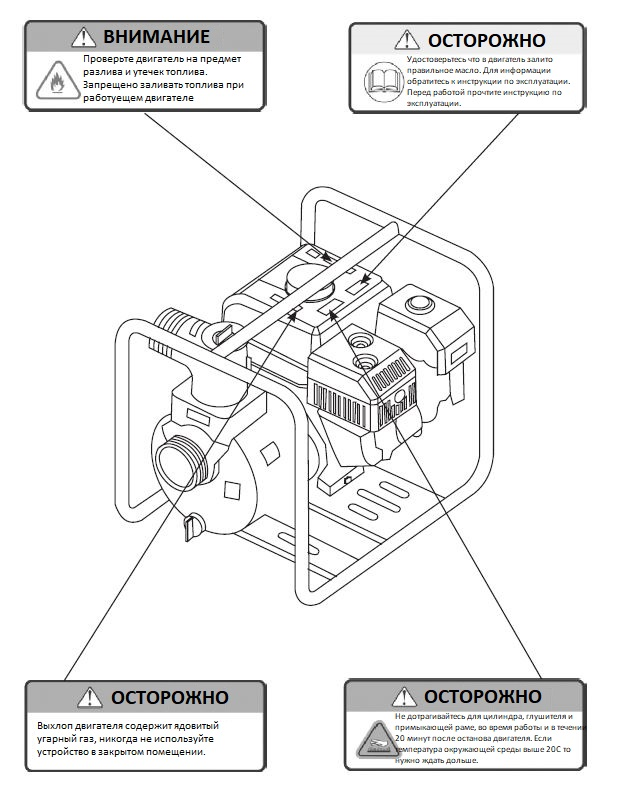 ВНИМАНИЕ
Проверьте двигатель на предмет
разлива и утечек топлива.
Запрещено заливать топлива при
работуещем двигателе
ОСТОРОЖНО
Удостоверьтесь что в двигатель залито
правильное масло. Для информации
обратитесь к инструкции по эксплуатации.
Перед работой прочтите инструкцию по
эксплуатации.
ОСТОРОЖНО
Выхлоп двигателя содержит ядовитый
угарный газ, никогда не используйте
устройство в закрытом помещении.
ОСТОРОЖНО
Не дотрагивайтесь для цилиндра, глушителя и
примыкающей раме, во время работы и в течении
20 минут после останова двигателя. Если
температура окружающей среды выше 20С то
нужно ждать дольше.